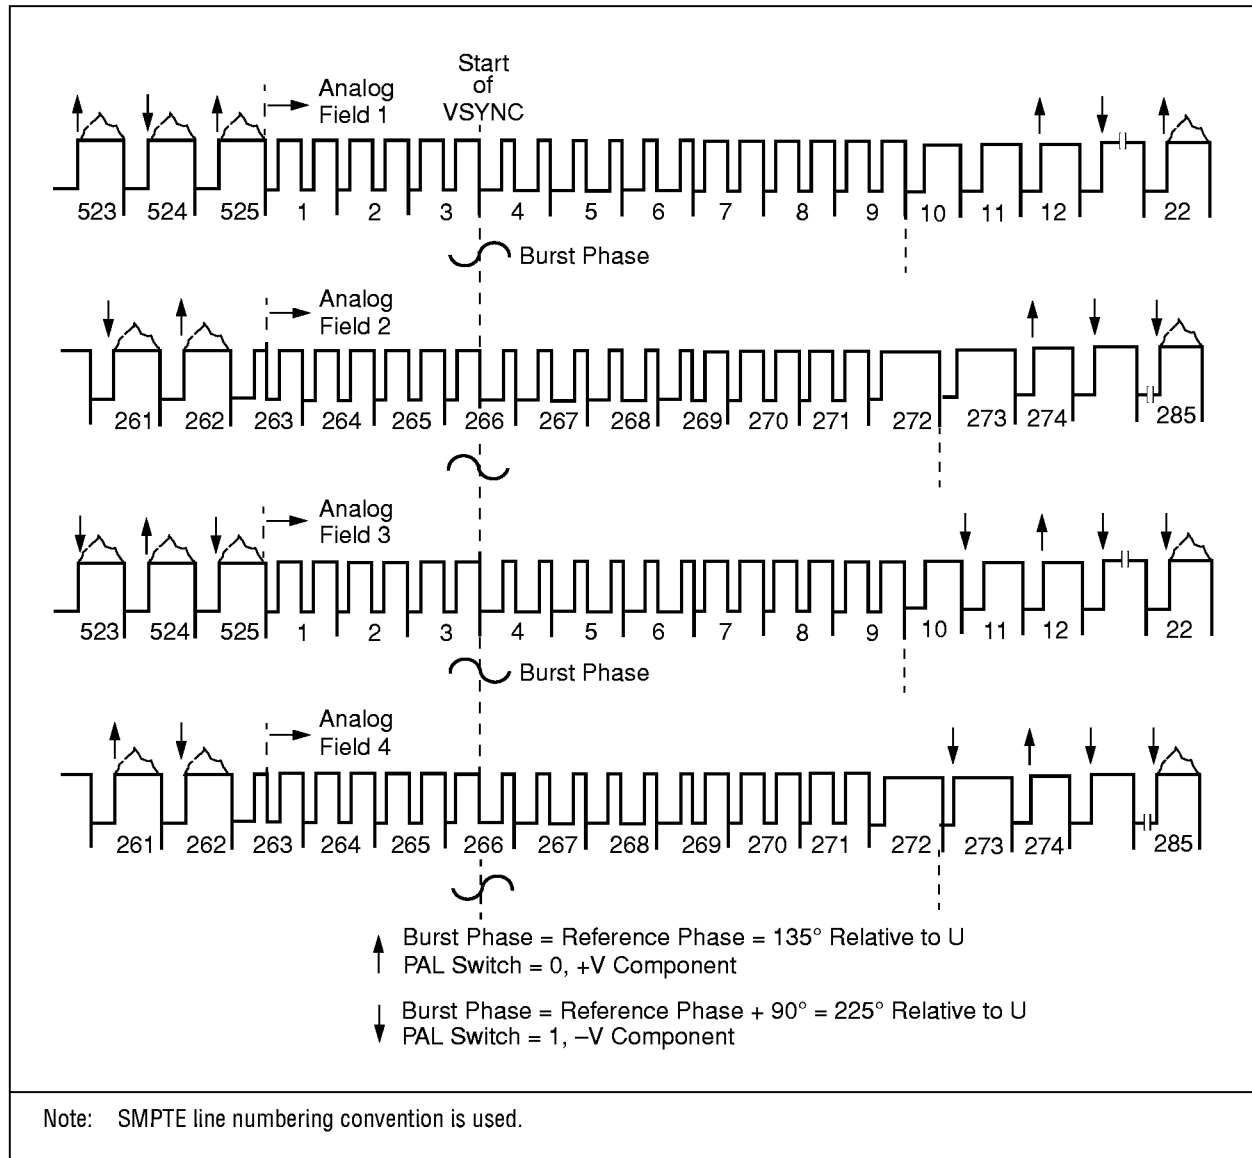 Start
of
VSYNC
Analog
Field 1
523 524 525 1 2 3 4 5 6 7 8 9 10 11 12 22
Burst Phase
Analog
Field 2
261 262 263 264 265 266 267 268 269 270 271 272 273 274 285
Analog
Field 3
523 524 525 1 2 3 4 5 6 7 8 9 10 11 12 22
Burst Phase
Analog
Field 4
261 262 263 264 265 266 267 268 269 270 271 272 273 274 285
Burst Phase = Reference Phase = 135° Relative to U
PAL Switch = 0, +V Component
Burst Phase = Reference Phase + 90° = 225° Relative to U
PAL Switch = 1, –V Component
Note: SMPTE line numbering convention is used.